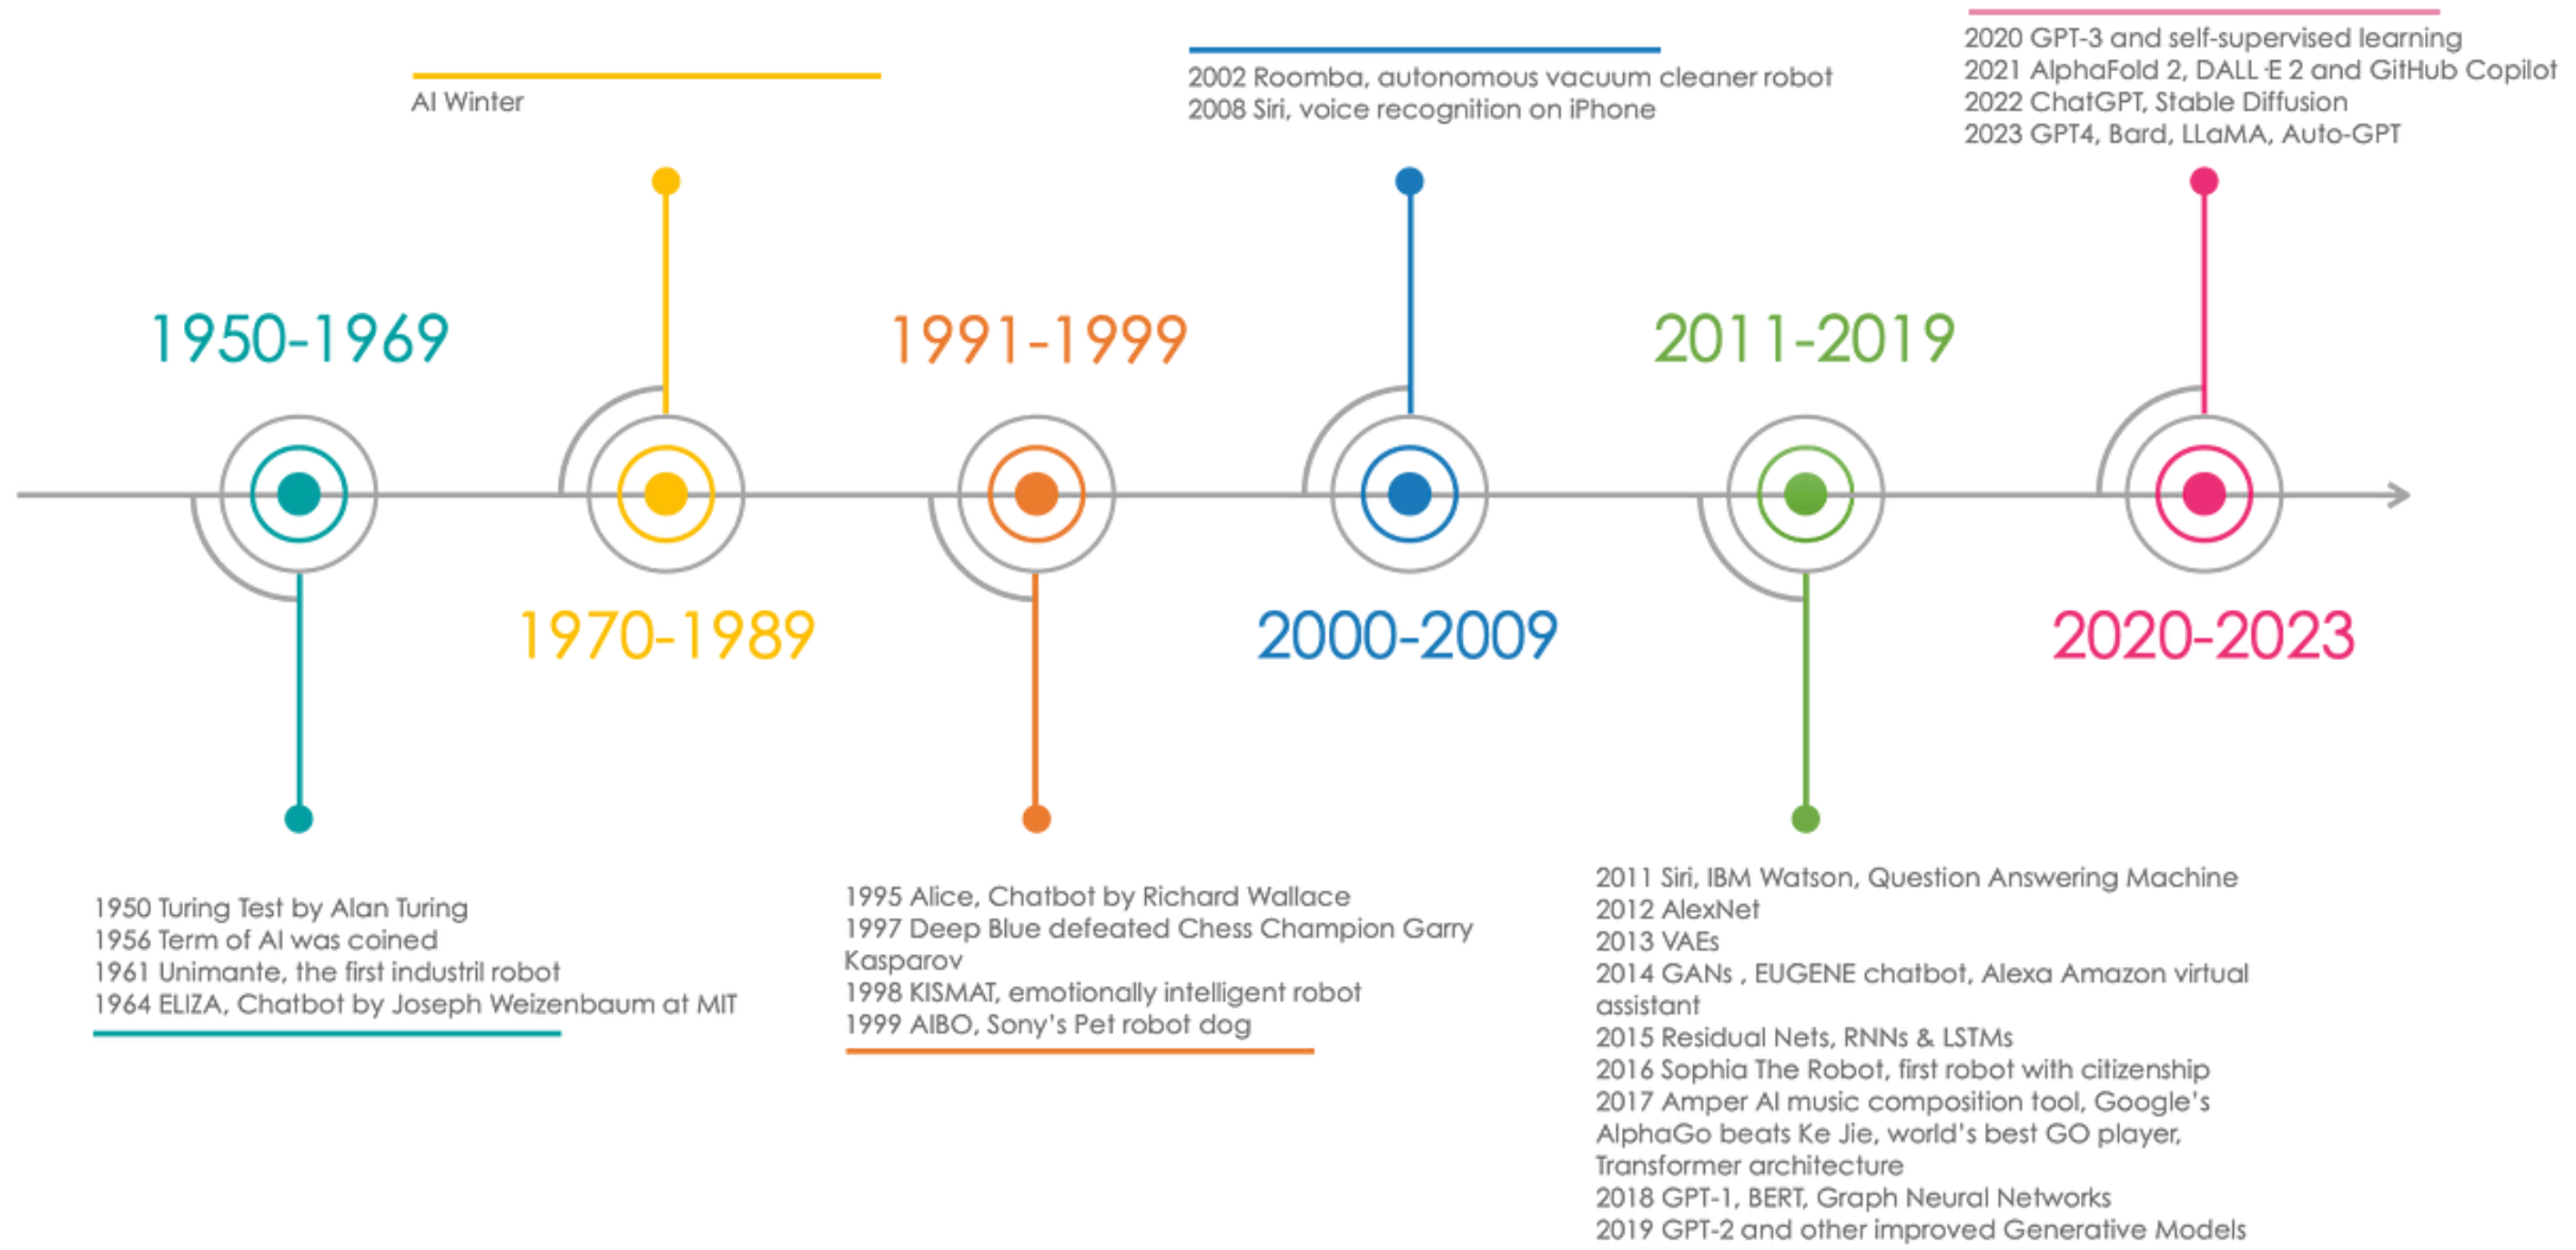 AI Winter
2002 Roomba, autonomous vacuum cleaner robot
2008 Siri, voice recognition on iPhone
2020 GPT-3 and self-supervised learning
2021 AlphaFold 2, DALL·E 2 and GitHub Copilot
2022 ChatGPT, Stable Diffusion
2023 GPT4, Bard, LLaMA, Auto-GPT
1950-1969
1991-1999
2011-2019
1970-1989
2000-2009
2020-2023
1950 Turing Test by Alan Turing
1956 Term of AI was coined
1961 Unimante, the first industril robot
1964 ELIZA, Chatbot by Joseph Weizenbaum at MIT
1995 Alice, Chatbot by Richard Wallace
1997 Deep Blue defeated Chess Champion Garry
Kasparov
1998 KISMAT, emotionally intelligent robot
1999 AIBO, Sony's Pet robot dog
2011 Siri, IBM Watson, Question Answering Machine
2012 AlexNet
2013 VAEs
2014 GANs , EUGENE chatbot, Alexa Amazon virtual
assistant
2015 Residual Nets, RNNs & LSTMs
2016 Sophia The Robot, first robot with citizenship
2017 Amper AI music composition tool, Google's
AlphaGo beats Ke Jie, world's best GO player,
Transformer architecture
2018 GPT-1, BERT, Graph Neural Networks
2019 GPT-2 and other improved Generative Models